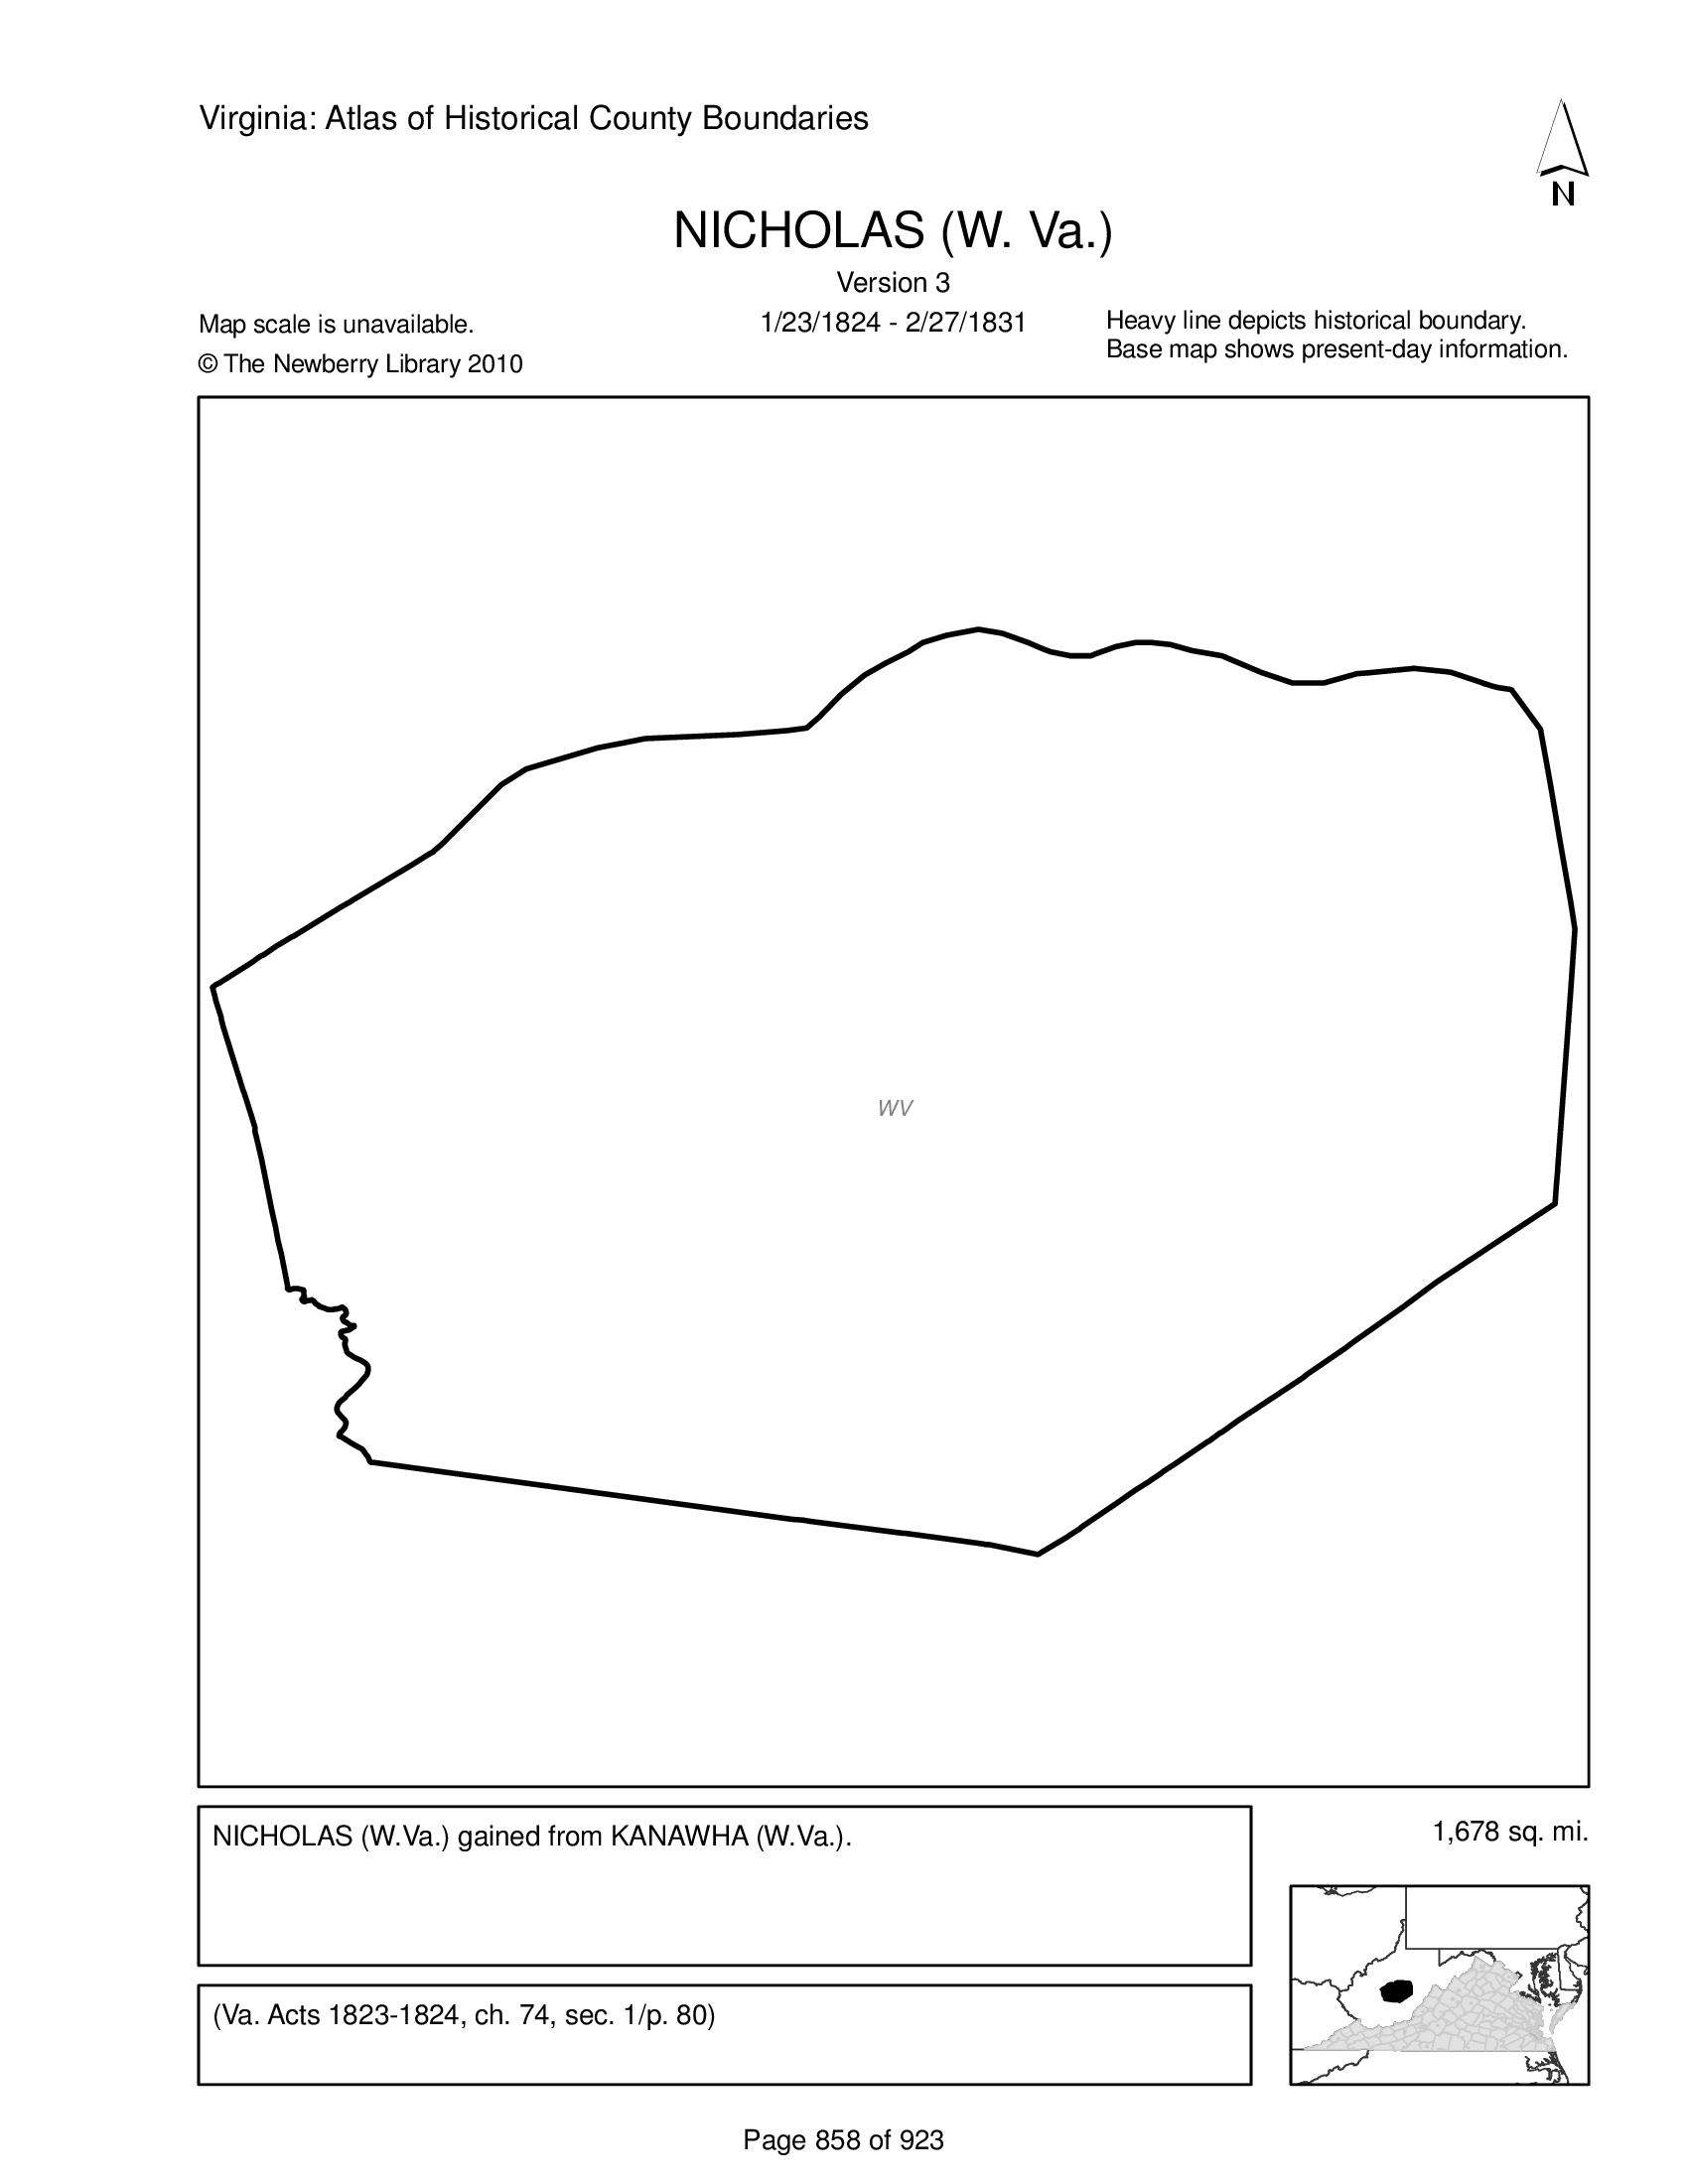 Virginia: Atlas of Historical County Boundaries
N
NICHOLAS (W. Va.)
Version 3
1/23/1824 - 2/27/1831
Map scale is unavailable.
© The Newberry Library 2010
Heavy line depicts historical boundary.
Base map shows present-day information.
WV
NICHOLAS (W.Va.) gained from KANAWHA (W.Va.).
1,678 sq. mi.
(Va. Acts 1823-1824, ch. 74, sec. 1/p. 80)
Page 858 of 923